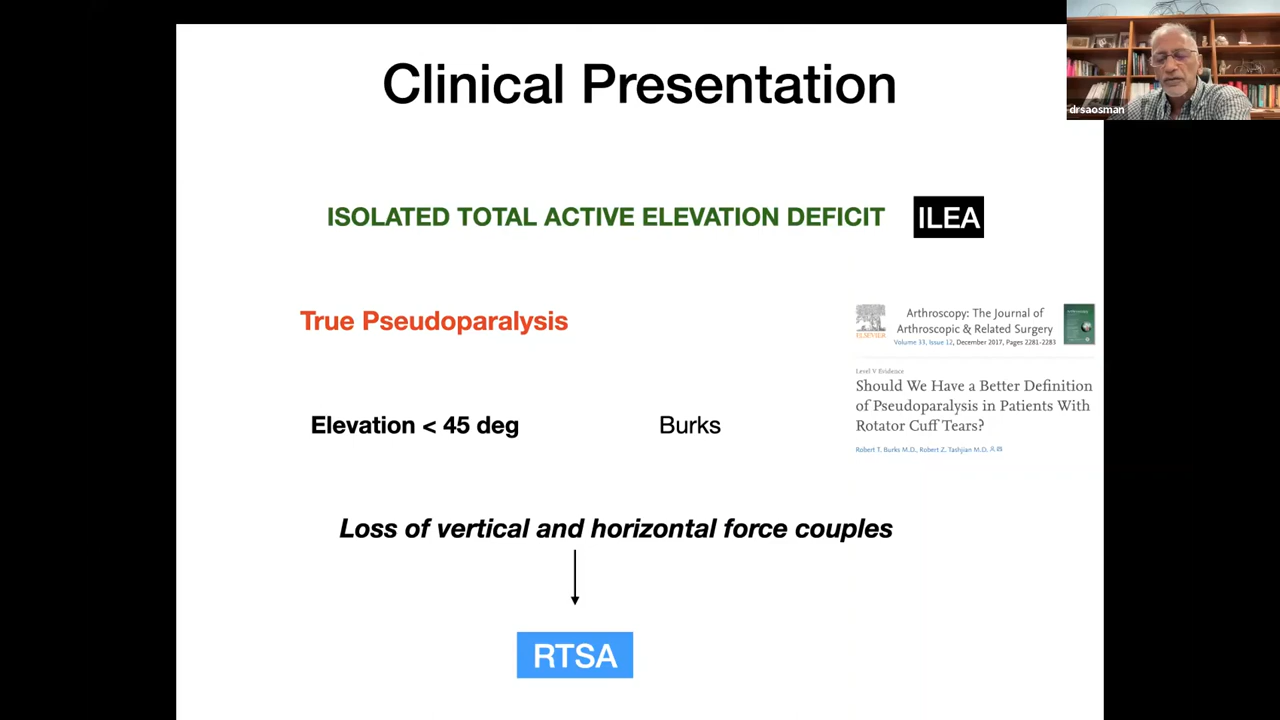 Clinical Presentation
drsaosman
ISOLATED TOTAL ACTIVE ELEVATION DEFICIT ILEA
True Pseudoparalysis
ELSEVIER
Arthroscopy: The Journal of
Arthroscopic & Related Surgery
Volume 33, Issue 12, December 2017, Pages 2281-2283
Level V Evidence
Should We Have a Better Definition
of Pseudoparalysis in Patients With
Rotator Cuff Tears?
Robert T. Burks M.D., Robert Z. Tashjian M.D.
Elevation < 45 deg Burks
Loss of vertical and horizontal force couples
RTSA